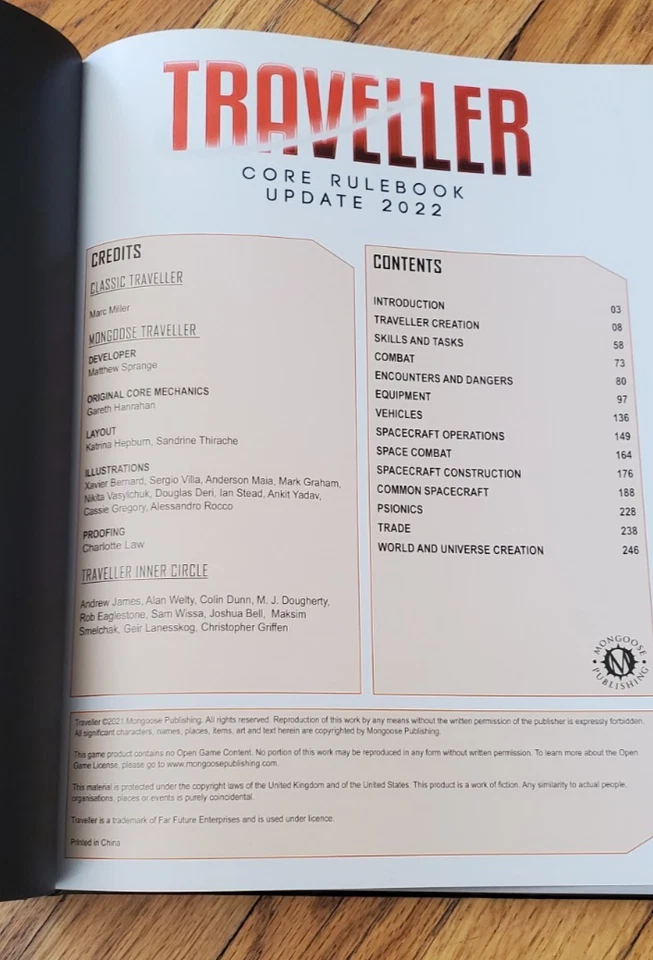 TRAVELLER
CORE RULEBOOK
UPDATE 2022
CREDITS
CLASSIC TRAVELLER
Marc Miller
MONGOOSE TRAVELLER
DEVELOPER
Matthew Sprange
ORIGINAL CORE MECHANICS
Gareth Hanrahan
LAYOUT
Katrina Hepburn, Sandrine Thirache
ILLUSTRATIONS
Xavier Bernard, Sergio Villa, Anderson Maia, Mark Graham,
Nikita Vasylchuk, Douglas Deri, Ian Stead, Ankit Yadav,
Cassie Gregory, Alessandro Rocco
PROOFING
Charlotte Law
TRAVELLER INNER CIRCLE
Andrew James, Alan Welty, Colin Dunn, M. J. Dougherty,
Rob Eaglestone, Sam Wissa, Joshua Bell, Maksim
Smelchak, Geir Lanesskog, Christopher Griffen
CONTENTS
INTRODUCTION 03
TRAVELLER CREATION 08
SKILLS AND TASKS 58
COMBAT 73
ENCOUNTERS AND DANGERS 80
EQUIPMENT 97
VEHICLES 136
SPACECRAFT OPERATIONS 149
SPACE COMBAT 164
SPACECRAFT CONSTRUCTION 176
COMMON SPACECRAFT 188
PSIONICS 228
TRADE 238
WORLD AND UNIVERSE CREATION 246
MONGOOSE
M
PUBLISHING
Traveller ©2021 Mongoose Publishing. All rights reserved. Reproduction of this work by any means without the written permission of the publisher is expressly forbidden.
All significant characters, names, places, items, art and text herein are copyrighted by Mongoose Publishing.
This game product contains no Open Game Content. No portion of this work may be reproduced in any form without written permission. To learn more about the Open
Game License, please go to www.mongoosepublishing.com.
This material is protected under the copyright laws of the United Kingdom and of the United States. This product is a work of fiction. Any similarity to actual people,
organisations, places or events is purely coincidental.
Traveller is a trademark of Far Future Enterprises and is used under licence.
Printed in China